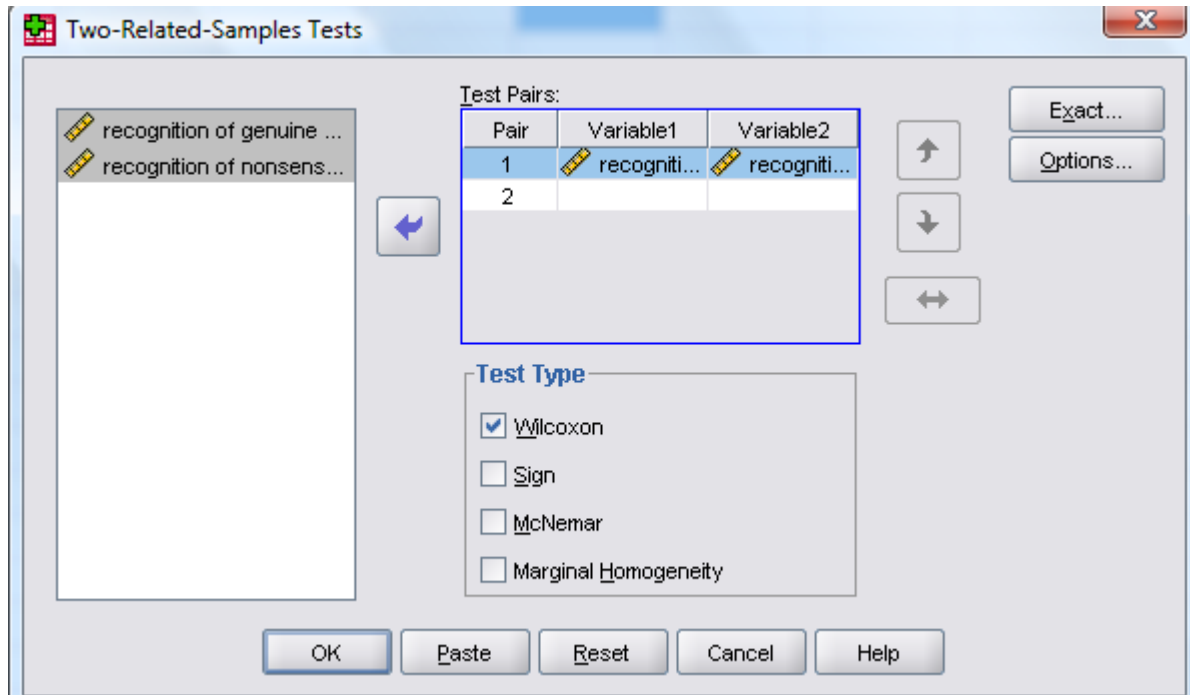 Two-Related-Samples Tests
X
recognition of genuine ...
recognition of nonsens...
Test Pairs:
Pair Variable1 Variable2
1 recogniti... recogniti...
2
Exact...
Options...
Test Type
Wilcoxon
Sign
McNemar
Marginal Homogeneity
OK Paste Reset Cancel Help